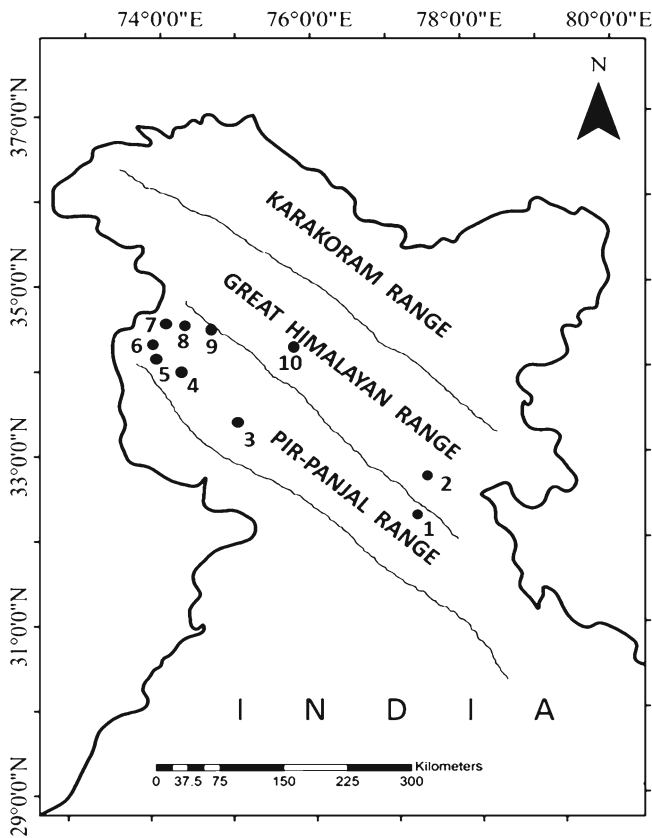 74°0'0"E 76°0'0"E 78°0'0"E 80°0'0"E
N
37°0'0"N
KARAKORAM RANGE
35°0'0"N
GREAT HIMALAYAN RANGE
7
8
9
6
10
5
4
3
33°0'0"N
PIR-PANJAL RANGE
2
1
31°0'0"N
I N D I A
29°0'0"N
Kilometers
0 37.5 75 150 225 300